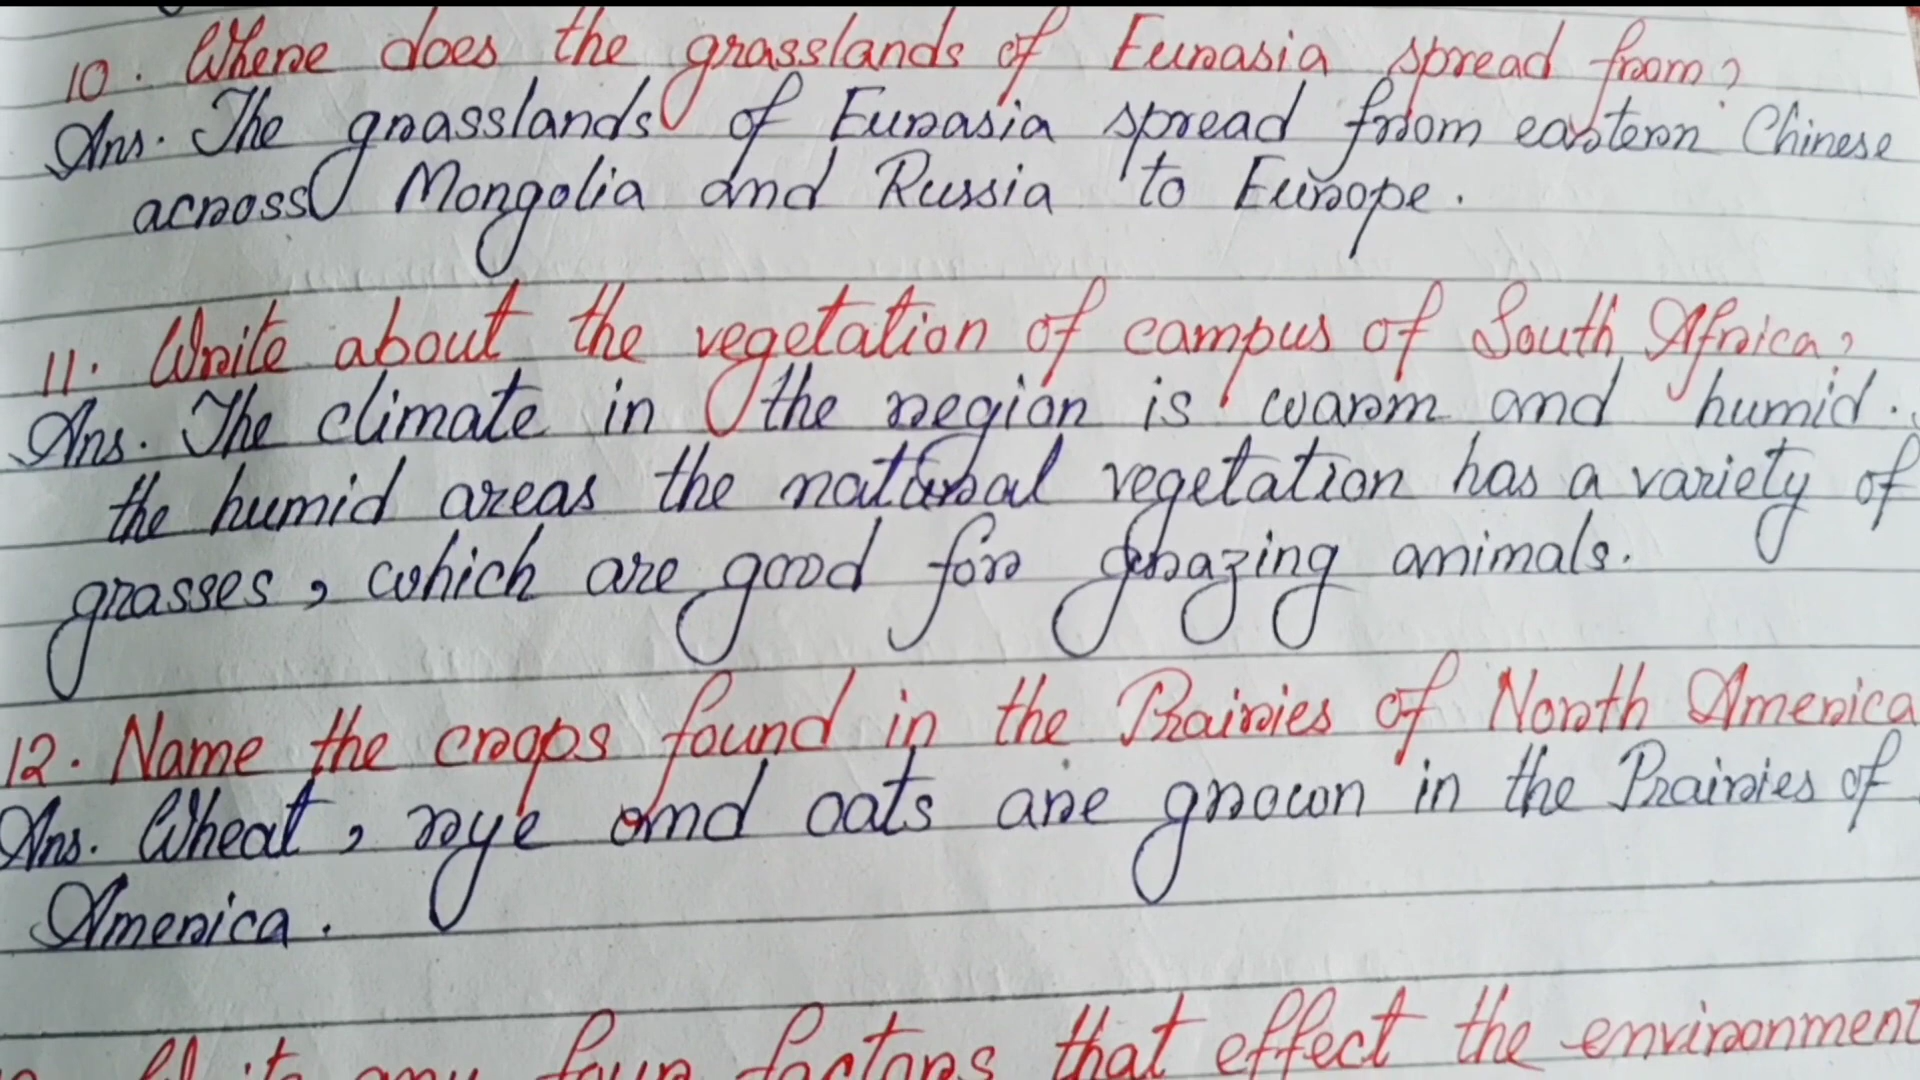 10. Where does the grasslands of Eurasia spread from?
Ans. The grasslands of Eurasia spread from eastern Chinese
across Mongolia and Russia to Europe.
11. Write about the vegetation of campus of South Africa?
Ans. The climate in the region is warm and humid.
the humid areas the natural vegetation has a variety of
grasses, which are good for grazing animals.
12. Name the crops found in the Prairies of North America
Ans. Wheat, rye and oats are grown in the Prairies of
America.
any four factors that effect the environment